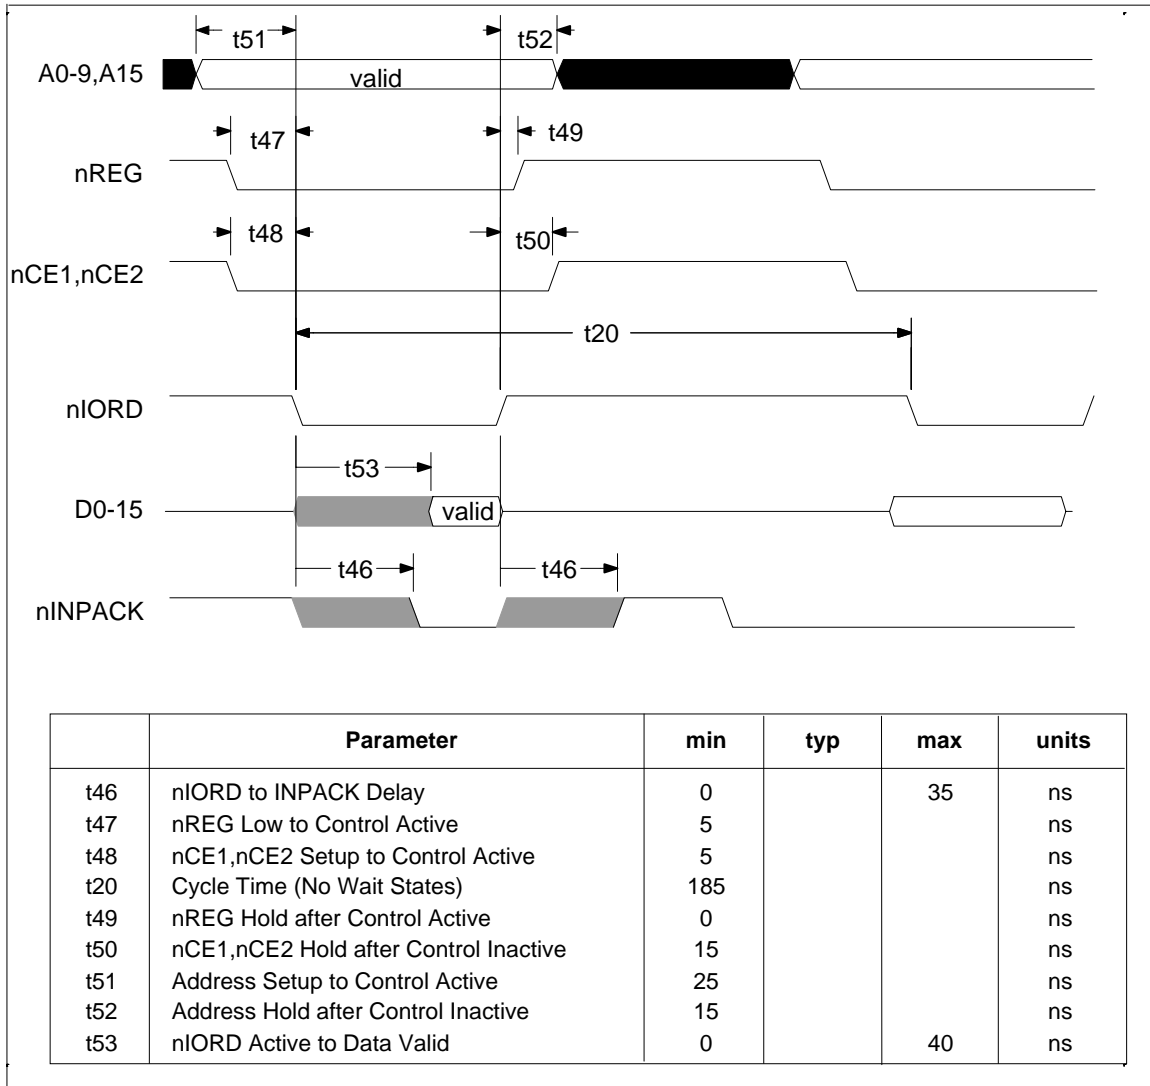 t51 t52
A0-9,A15 valid
t47 t49
nREG
t48 t50
nCE1,nCE2
t20
nIORD
t53
D0-15 valid
t46 t46
nINPACK
Parameter min typ max units
t46 nIORD to INPACK Delay 0 35 ns
t47 nREG Low to Control Active 5 ns
t48 nCE1,nCE2 Setup to Control Active 5 ns
t20 Cycle Time (No Wait States) 185 ns
t49 nREG Hold after Control Active 0 ns
t50 nCE1,nCE2 Hold after Control Inactive 15 ns
t51 Address Setup to Control Active 25 ns
t52 Address Hold after Control Inactive 15 ns
t53 nIORD Active to Data Valid 0 40 ns